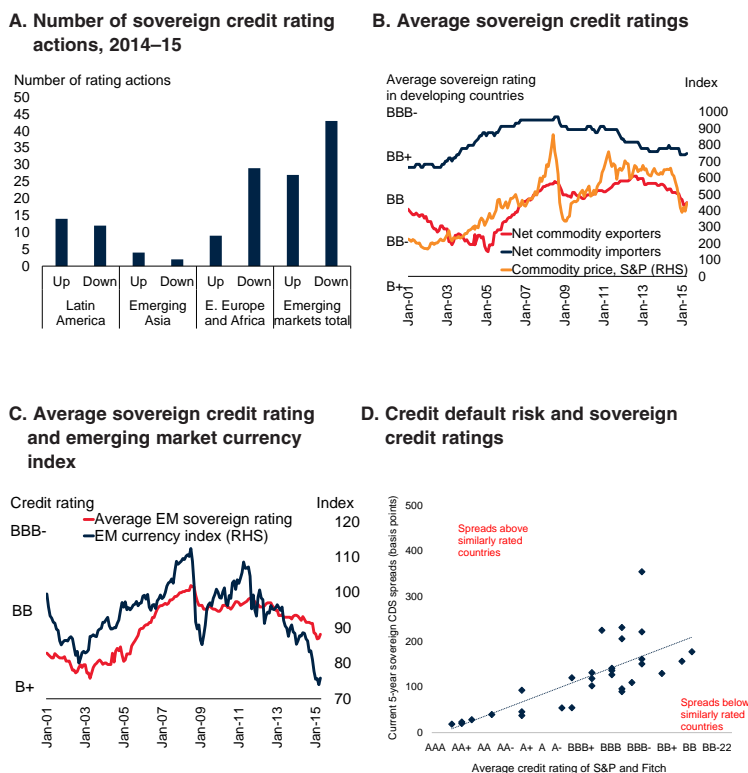 A. Number of sovereign credit rating
actions, 2014–15
Number of rating actions
50
45
40
35
30
25
20
15
10
5
0
Up Down Up Down Up Down Up Down
Latin America
Emerging Asia
E. Europe and Africa
Emerging markets total
B. Average sovereign credit ratings
Average sovereign rating
in developing countries
Index
BBB-
BB+
BB
BB-
B+
1000
900
800
700
600
500
400
300
200
100
0
Net commodity exporters
Net commodity importers
Commodity price, S&P (RHS)
Jan-01
Jan-03
Jan-05
Jan-07
Jan-09
Jan-11
Jan-13
Jan-15
C. Average sovereign credit rating
and emerging market currency
index
Credit rating
Index
Average EM sovereign rating
EM currency index (RHS)
BBB-
BB
B+
120
110
100
90
80
70
Jan-01
Jan-03
Jan-05
Jan-07
Jan-09
Jan-11
Jan-13
Jan-15
D. Credit default risk and sovereign
credit ratings
Current 5-year sovereign CDS spreads (basis points)
500
400
300
200
100
0
Spreads above
similarly rated
countries
Spreads below
similarly rated
countries
AAA AA+ AA AA- A+ A A- BBB+ BBB BBB- BB+ BB BB-22
Average credit rating of S&P and Fitch